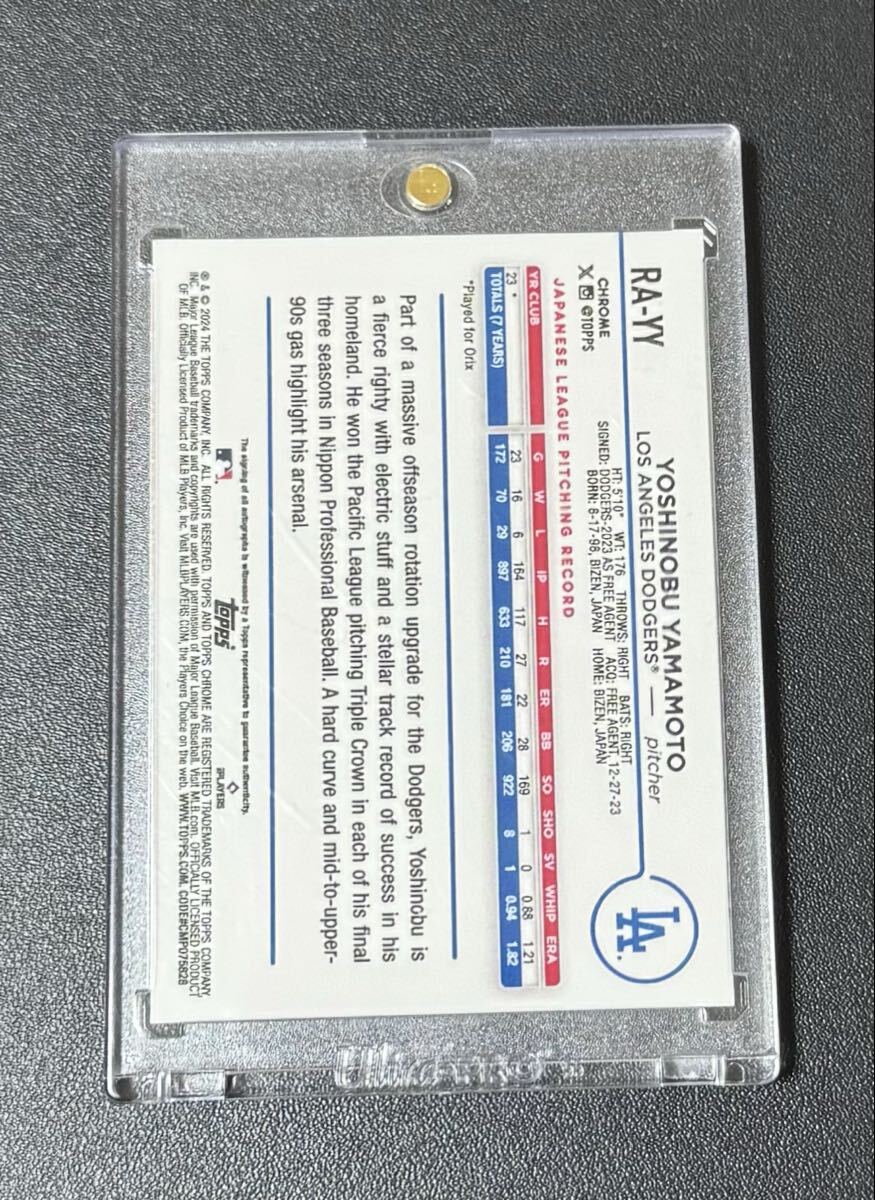 RA-YY
YOSHINOBU YAMAMOTO
LOS ANGELES DODGERS® — pitcher
LA
CHROME
X @TOPPS
HT: 5'10" WT: 176 THROWS: RIGHT BATS: RIGHT
SIGNED: DODGERS-2023 AS FREE AGENT ACQ: FREE AGENT, 12-27-23
BORN: 8-17-98, BIZEN, JAPAN HOME: BIZEN, JAPAN
JAPANESE LEAGUE PITCHING RECORD
YR CLUB G W L IP H R ER BB SO SHO SV WHIP ERA
23 * 23 16 6 164 117 27 22 28 169 1 0 0.88 1.21
TOTALS (7 YEARS) 172 70 29 897 633 210 181 206 922 8 1 0.94 1.82
*Played for Orix
Part of a massive offseason rotation upgrade for the Dodgers, Yoshinobu is
a fierce righty with electric stuff and a stellar track record of success in his
homeland. He won the Pacific League pitching Triple Crown in each of his final
three seasons in Nippon Professional Baseball. A hard curve and mid-to-upper-
90s gas highlight his arsenal.
The signing of all autographs is witnessed by a Topps representative to guarantee authenticity.
topps
PLAYERS
® & © 2024 THE TOPPS COMPANY, INC. ALL RIGHTS RESERVED. TOPPS AND TOPPS CHROME ARE REGISTERED TRADEMARKS OF THE TOPPS COMPANY,
INC. Major League Baseball trademarks and copyrights are used with permission of Major League Baseball. Visit MLB.com. OFFICIALLY LICENSED PRODUCT
OF MLB Players, Inc. Officially Licensed Product of MLB Players, Inc. Visit MLBPLAYERS.COM, the Players Choice on the web. WWW.TOPPS.COM. CODE#CMP075828
Ultra PRO